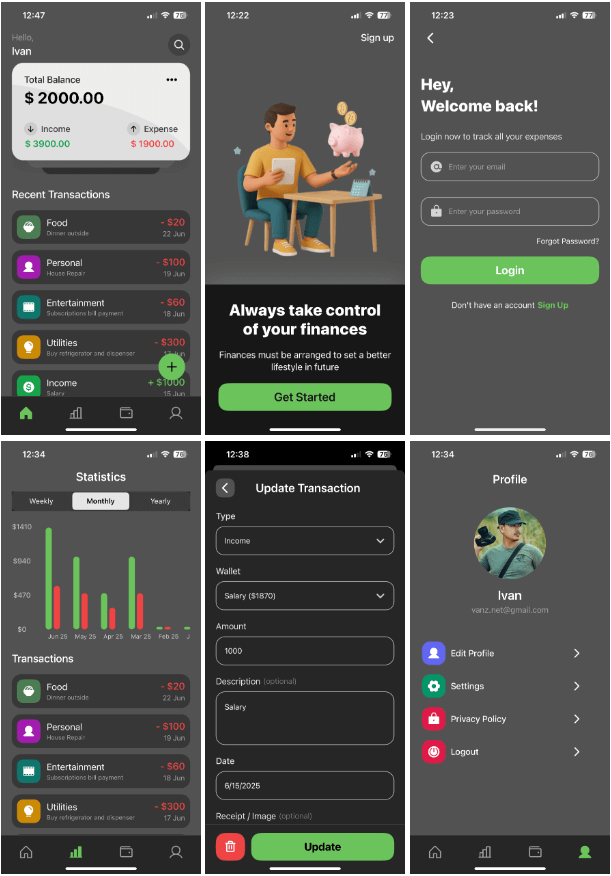 12:47
78
Hello,
Ivan
Total Balance
$ 2000.00
Income
Expense
$ 3900.00
$ 1900.00
Recent Transactions
Food
- $20
Dinner outside
22 Jun
Personal
- $100
House Repair
19 Jun
Entertainment
- $60
Subscriptions bill payment
18 Jun
Utilities
- $300
Buy refrigerator and dispenser
17 Jun
Income
+ $1000
Salary
15 Jun
12:22
77
Sign up
Always take control
of your finances
Finances must be arranged to set a better
lifestyle in future
Get Started
12:23
77
Hey,
Welcome back!
Login now to track all your expenses
Enter your email
Enter your password
Forgot Password?
Login
Don't have an account Sign Up
12:34
78
Statistics
Weekly
Monthly
Yearly
$1410
$940
$470
$0
Jun 25
May 25
Apr 25
Mar 25
Feb 25
J
Transactions
Food
- $20
Dinner outside
22 Jun
Personal
- $100
House Repair
19 Jun
Entertainment
- $60
Subscriptions bill payment
18 Jun
Utilities
- $300
Buy refrigerator and dispenser
17 Jun
12:38
78
Update Transaction
Type
Income
Wallet
Salary ($1870)
Amount
1000
Description (optional)
Salary
Date
6/15/2025
Receipt / Image (optional)
Update
12:34
78
Profile
Ivan
vanz.net@gmail.com
Edit Profile
Settings
Privacy Policy
Logout